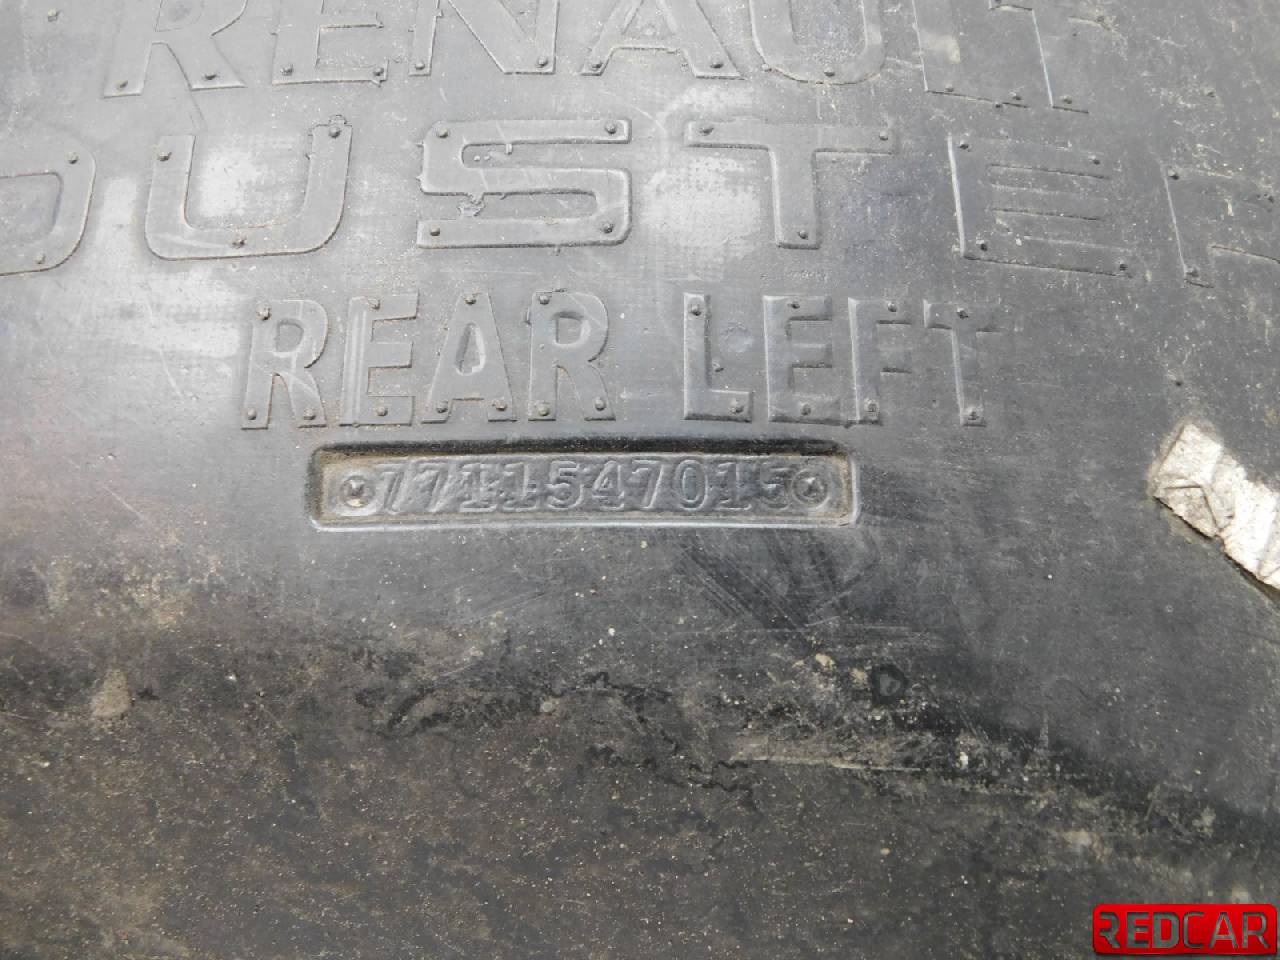 RENAULT
DUSTER
REAR LEFT
7711547015
REDCAR